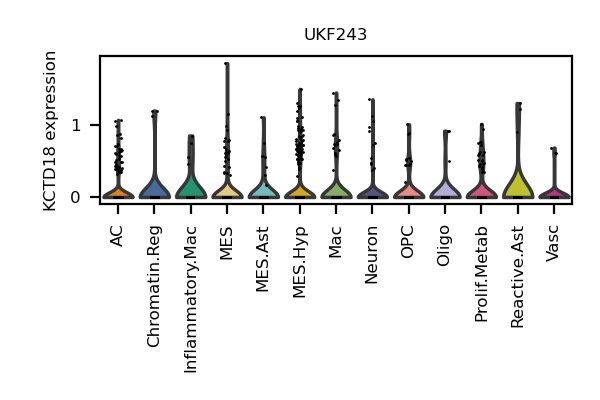 UKF243
KCTD18 expression
1
0
AC
Chromatin.Reg
Inflammatory.Mac
MES
MES.Ast
MES.Hyp
Mac
Neuron
OPC
Oligo
Prolif.Metab
Reactive.Ast
Vasc